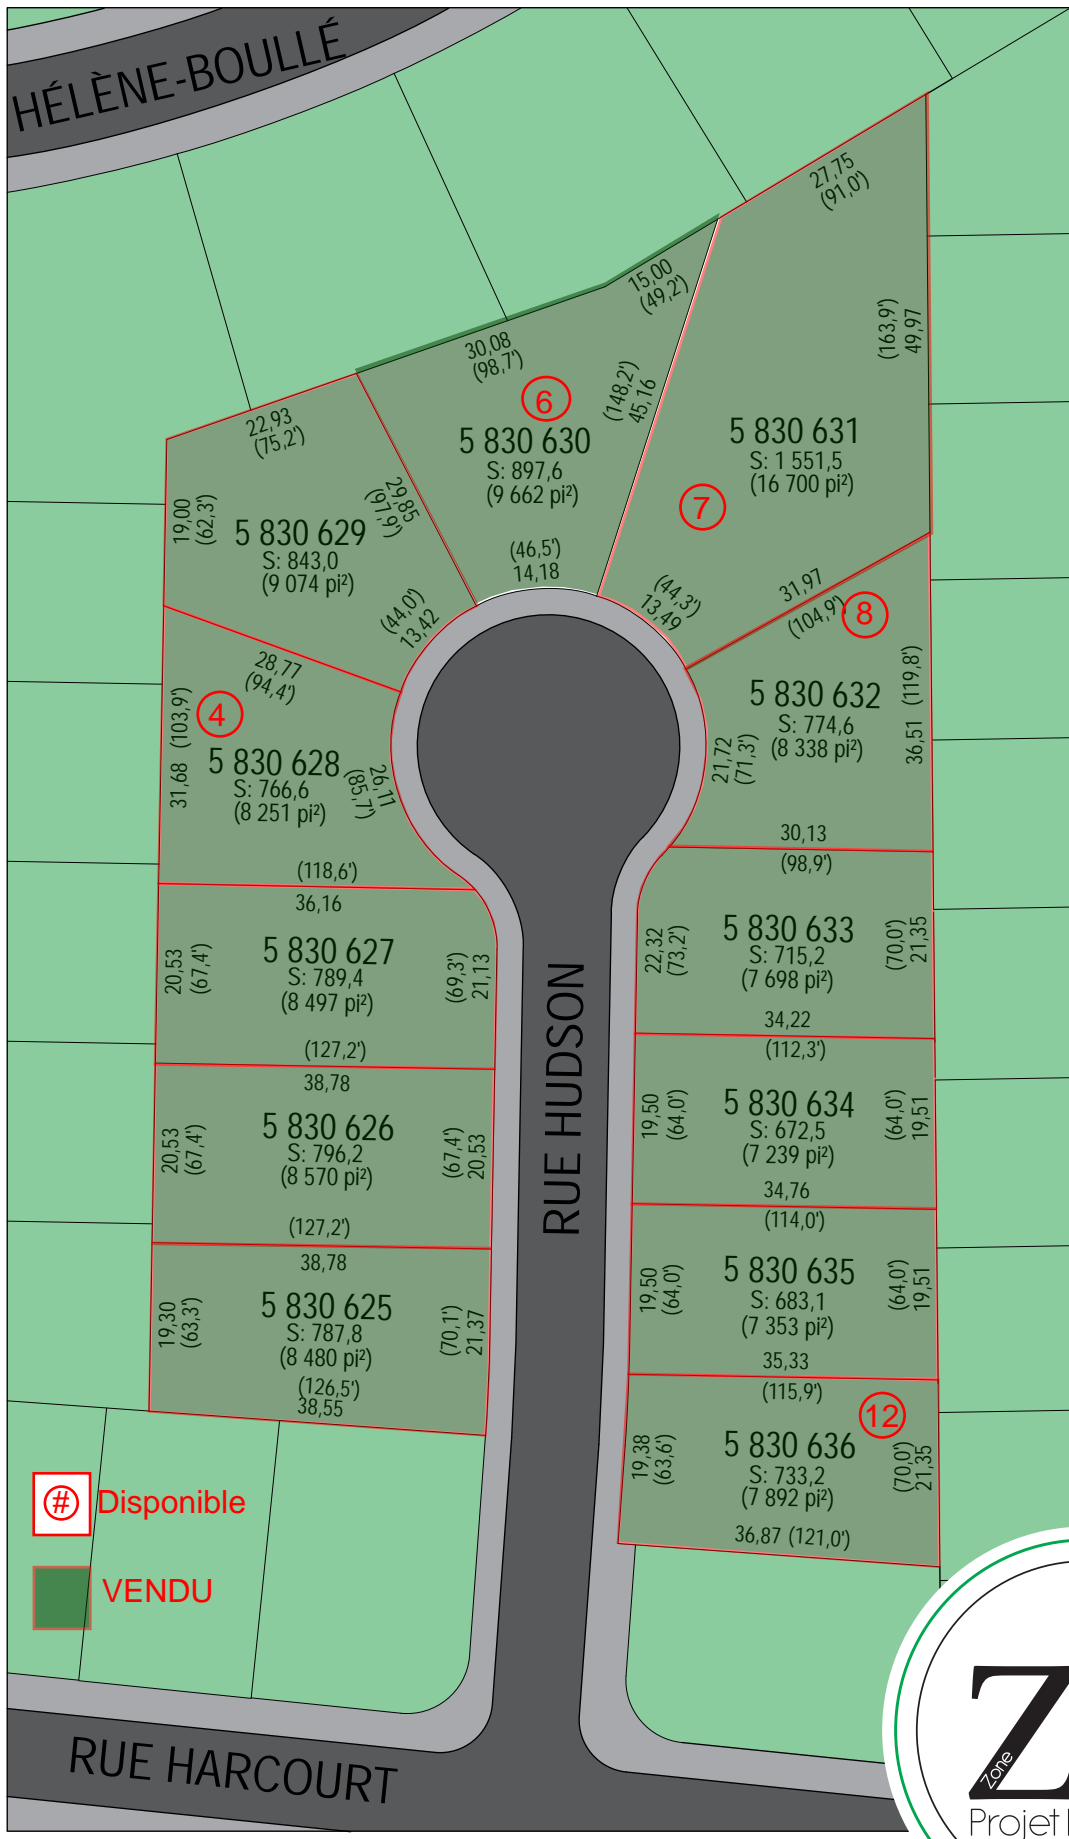 HÉLÈNE-BOULLÉ
27,75
(91,0')
15,00
(49,2')
30,08
(98,7')
(163,9')
49,97
6
(148,2')
45,16
5 830 630
S: 897,6
(9 662 pi²)
5 830 631
S: 1 551,5
(16 700 pi²)
7
22,93
(75,2')
19,00
(62,3')
29,85
(97,9')
5 830 629
S: 843,0
(9 074 pi²)
(46,5')
14,18
(44,0')
13,42
(44,3')
13,49
31,97
(104,9')
8
28,77
(94,4')
4
31,68 (103,9')
5 830 628
S: 766,6
(8 251 pi²)
26,11
(85,7')
5 830 632
S: 774,6
(8 338 pi²)
21,72
(71,3')
36,51 (119,8')
30,13
(98,9')
(118,6')
36,16
20,53
(67,4')
5 830 627
S: 789,4
(8 497 pi²)
(69,3')
21,13
22,32
(73,2')
5 830 633
S: 715,2
(7 698 pi²)
(70,0')
21,35
34,22
(112,3')
(127,2')
38,78
20,53
(67,4')
5 830 626
S: 796,2
(8 570 pi²)
(67,4')
20,53
RUE HUDSON
19,50
(64,0')
5 830 634
S: 672,5
(7 239 pi²)
(64,0')
19,51
34,76
(114,0')
(127,2')
38,78
19,30
(63,3')
5 830 625
S: 787,8
(8 480 pi²)
(70,1')
21,37
(126,5')
38,55
19,50
(64,0')
5 830 635
S: 683,1
(7 353 pi²)
(64,0')
19,51
35,33
(115,9')
12
19,38
(63,6')
5 830 636
S: 733,2
(7 892 pi²)
(70,0')
21,35
36,87 (121,0')
# Disponible
VENDU
RUE HARCOURT
Z
Zone
Projet